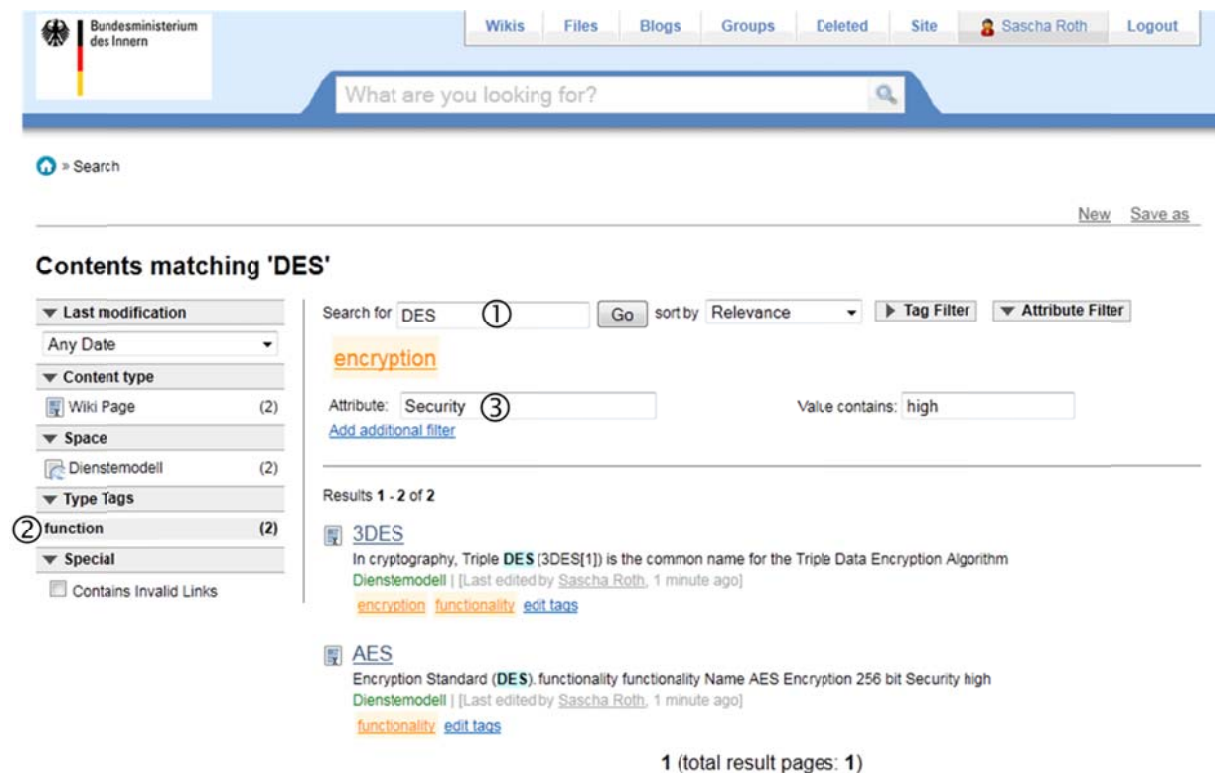 Bundesministerium
des Innern
Wikis Files Blogs Groups Deleted Site Sascha Roth Logout
What are you looking for?
» Search
New Save as
Contents matching 'DES'
Last modification
Any Date
Content type
Wiki Page (2)
Space
Dienstemodell (2)
Type Tags
② function (2)
Special
Contains Invalid Links
Search for DES ① Go sort by Relevance Tag Filter Attribute Filter
encryption
Attribute: Security ③ Value contains: high
Add additional filter
Results 1 - 2 of 2
3DES
In cryptography, Triple DES (3DES[1]) is the common name for the Triple Data Encryption Algorithm
Dienstemodell | [Last edited by Sascha Roth, 1 minute ago]
encryption functionality edit tags
AES
Encryption Standard (DES). functionality functionality Name AES Encryption 256 bit Security high
Dienstemodell | [Last edited by Sascha Roth, 1 minute ago]
functionality edit tags
1 (total result pages: 1)